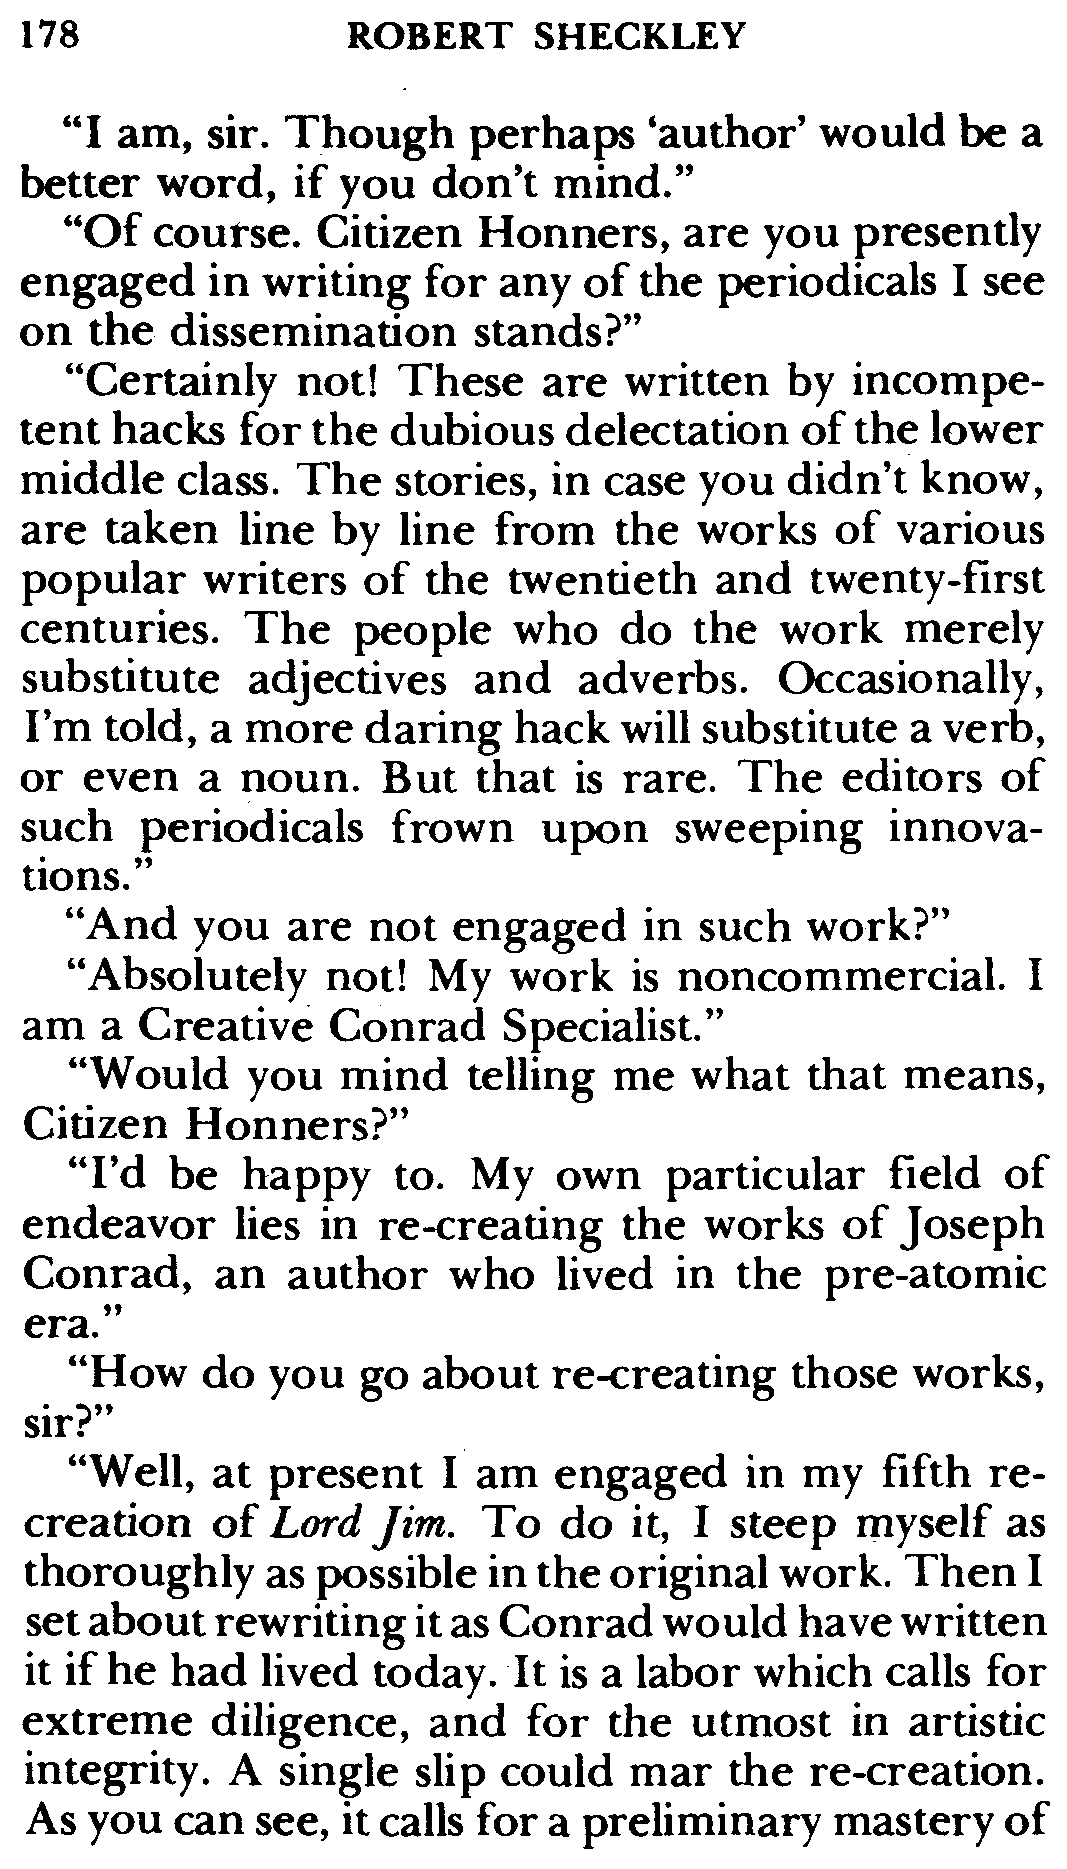 178 ROBERT SHECKLEY
“I am, sir. Though perhaps ‘author’ would be a
better word, if you don’t mind.”
“Of course. Citizen Honners, are you presently
engaged in writing for any of the periodicals I see
on the dissemination stands?”
“Certainly not! These are written by incompe-
tent hacks for the dubious delectation of the lower
middle class. The stories, in case you didn’t know,
are taken line by line from the works of various
popular writers of the twentieth and twenty-first
centuries. The people who do the work merely
substitute adjectives and adverbs. Occasionally,
I’m told, a more daring hack will substitute a verb,
or even a noun. But that is rare. The editors of
such periodicals frown upon sweeping innova-
tions.”
“And you are not engaged in such work?”
“Absolutely not! My work is noncommercial. I
am a Creative Conrad Specialist.”
“Would you mind telling me what that means,
Citizen Honners?”
“I’d be happy to. My own particular field of
endeavor lies in re-creating the works of Joseph
Conrad, an author who lived in the pre-atomic
era.”
“How do you go about re-creating those works,
sir?”
“Well, at present I am engaged in my fifth re-
creation of Lord Jim. To do it, I steep myself as
thoroughly as possible in the original work. Then I
set about rewriting it as Conrad would have written
it if he had lived today. It is a labor which calls for
extreme diligence, and for the utmost in artistic
integrity. A single slip could mar the re-creation.
As you can see, it calls for a preliminary mastery of